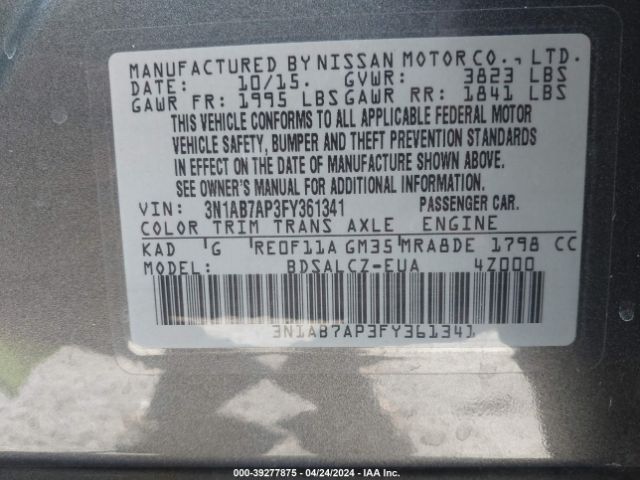 MANUFACTURED BY NISSAN MOTOR CO., LTD.
DATE: 10/15. GVWR: 3823 LBS
GAWR FR: 1995 LBS GAWR RR: 1841 LBS
THIS VEHICLE CONFORMS TO ALL APPLICABLE FEDERAL MOTOR
VEHICLE SAFETY, BUMPER AND THEFT PREVENTION STANDARDS
IN EFFECT ON THE DATE OF MANUFACTURE SHOWN ABOVE.
SEE OWNER'S MANUAL FOR ADDITIONAL INFORMATION.
VIN: 3N1AB7AP3FY361341 PASSENGER CAR.
COLOR TRIM TRANS AXLE ENGINE
KAD G RE0F11A GM35 MRA8DE 1798 CC
MODEL: BDSALCZ-EUA 4Z000
3N1AB7AP3FY361341
000-39277875 - 04/24/2024 - IAA Inc.